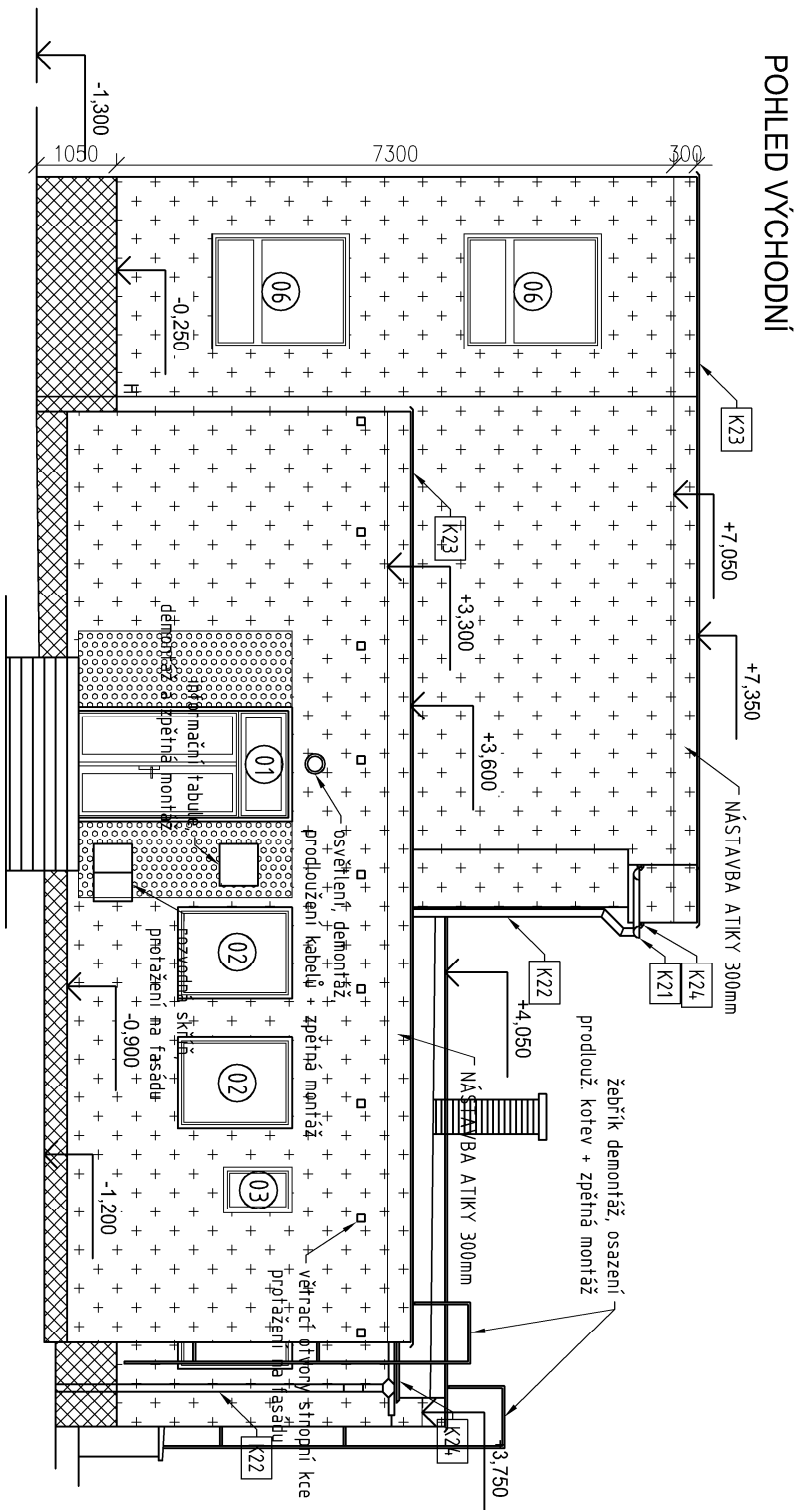 POHLED VÝCHODNÍ
K23
+7,050
+7,350
NÁSTAVBA ATIKY 300mm
300
7300
1050
-1,300
06
06
-0,250
H
K23
+3,300
+3,600
K24
K21
K22
+4,050
NÁSTAVBA ATIKY 300mm
žebřík demontáž, osazení
prodlouž. kotev + zpětná montáž
osvětlení, demontáž
prodloužení kabelů + zpětná montáž
informační tabule,
demontáž a zpětná montáž
01
02
02
03
rozvodná skříň,
protažení na fasádu
-0,900
-1,200
větrací otvory stropní kce
protažení na fasádu
K24
K22
+3,750